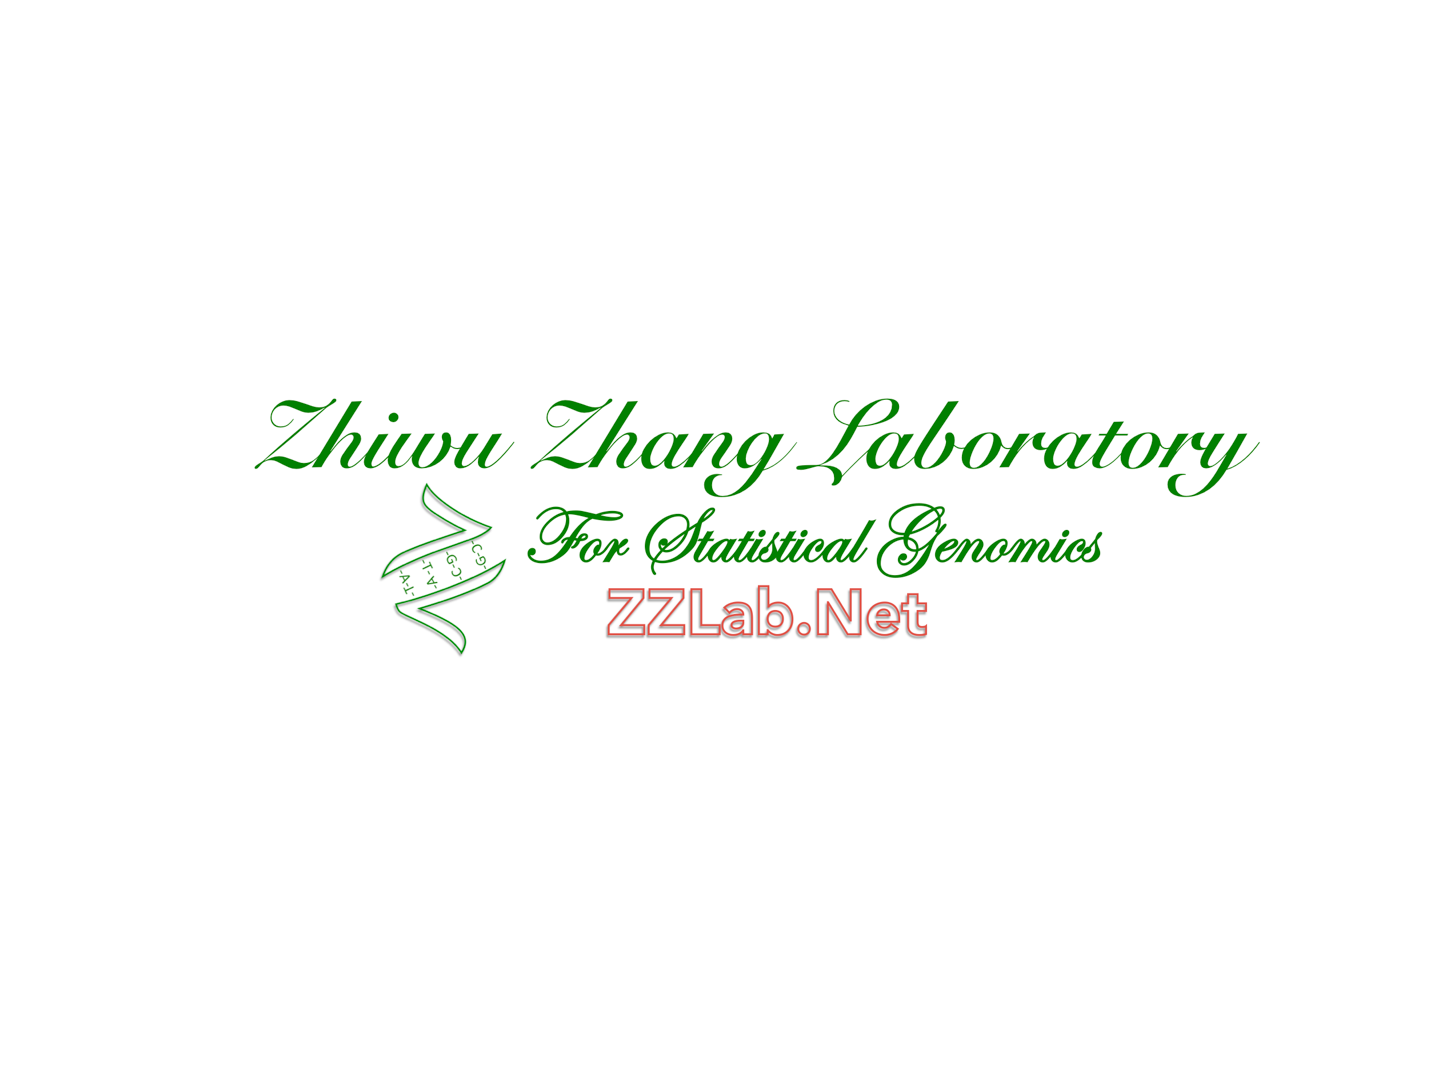 Zhiwu Zhang Laboratory
For Statistical Genomics
-C-G-
-G-C-
-T-A-
-A-T-
ZZLab.Net